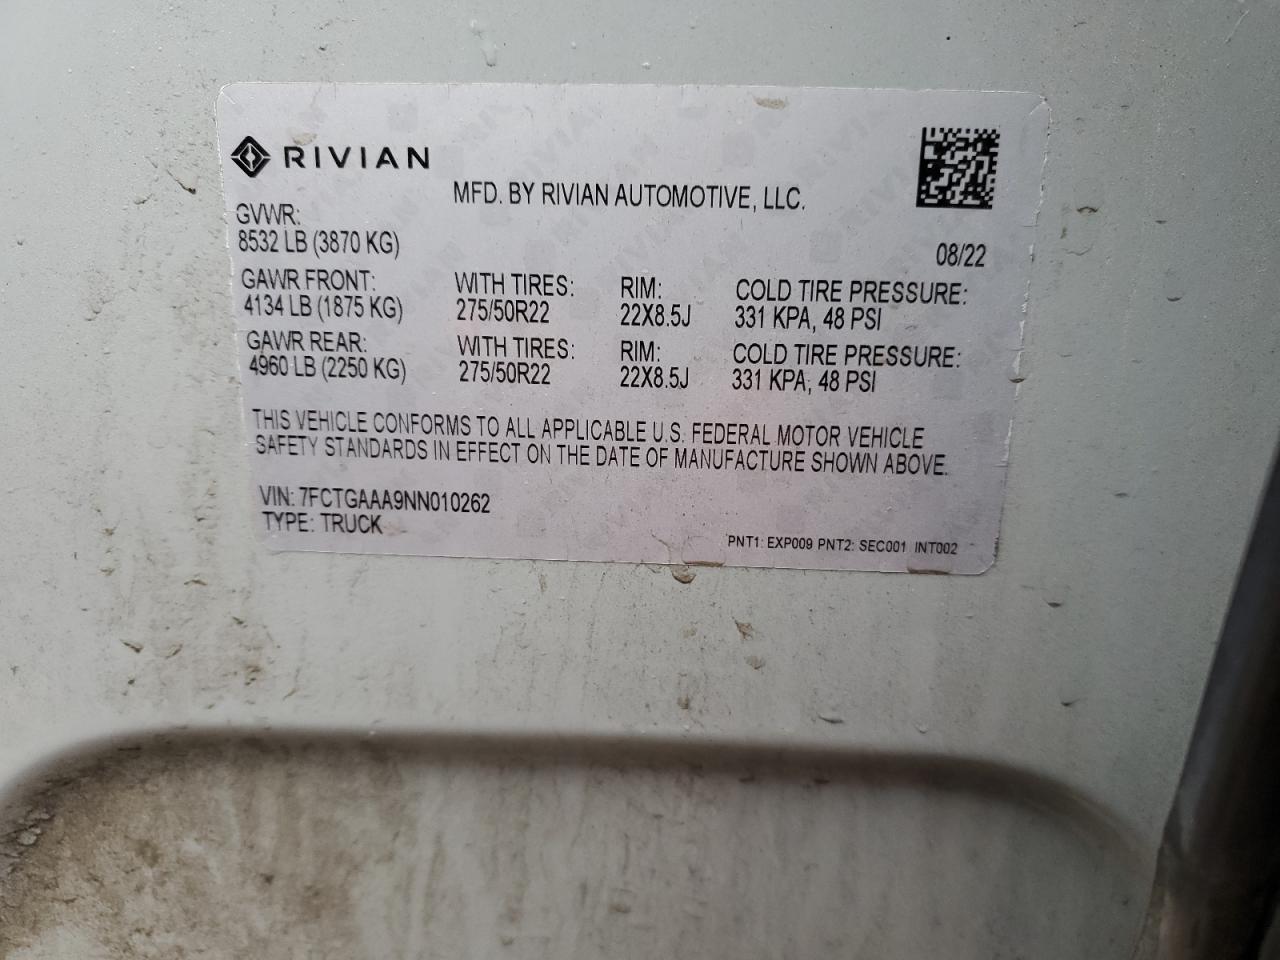 RIVIAN
MFD. BY RIVIAN AUTOMOTIVE, LLC.
GVWR:
8532 LB (3870 KG)
08/22
GAWR FRONT: WITH TIRES: RIM: COLD TIRE PRESSURE:
4134 LB (1875 KG) 275/50R22 22X8.5J 331 KPA, 48 PSI
GAWR REAR: WITH TIRES: RIM: COLD TIRE PRESSURE:
4960 LB (2250 KG) 275/50R22 22X8.5J 331 KPA, 48 PSI
THIS VEHICLE CONFORMS TO ALL APPLICABLE U.S. FEDERAL MOTOR VEHICLE
SAFETY STANDARDS IN EFFECT ON THE DATE OF MANUFACTURE SHOWN ABOVE.
VIN: 7FCTGAAA9NN010262
TYPE: TRUCK
PNT1: EXP009 PNT2: SEC001 INT002